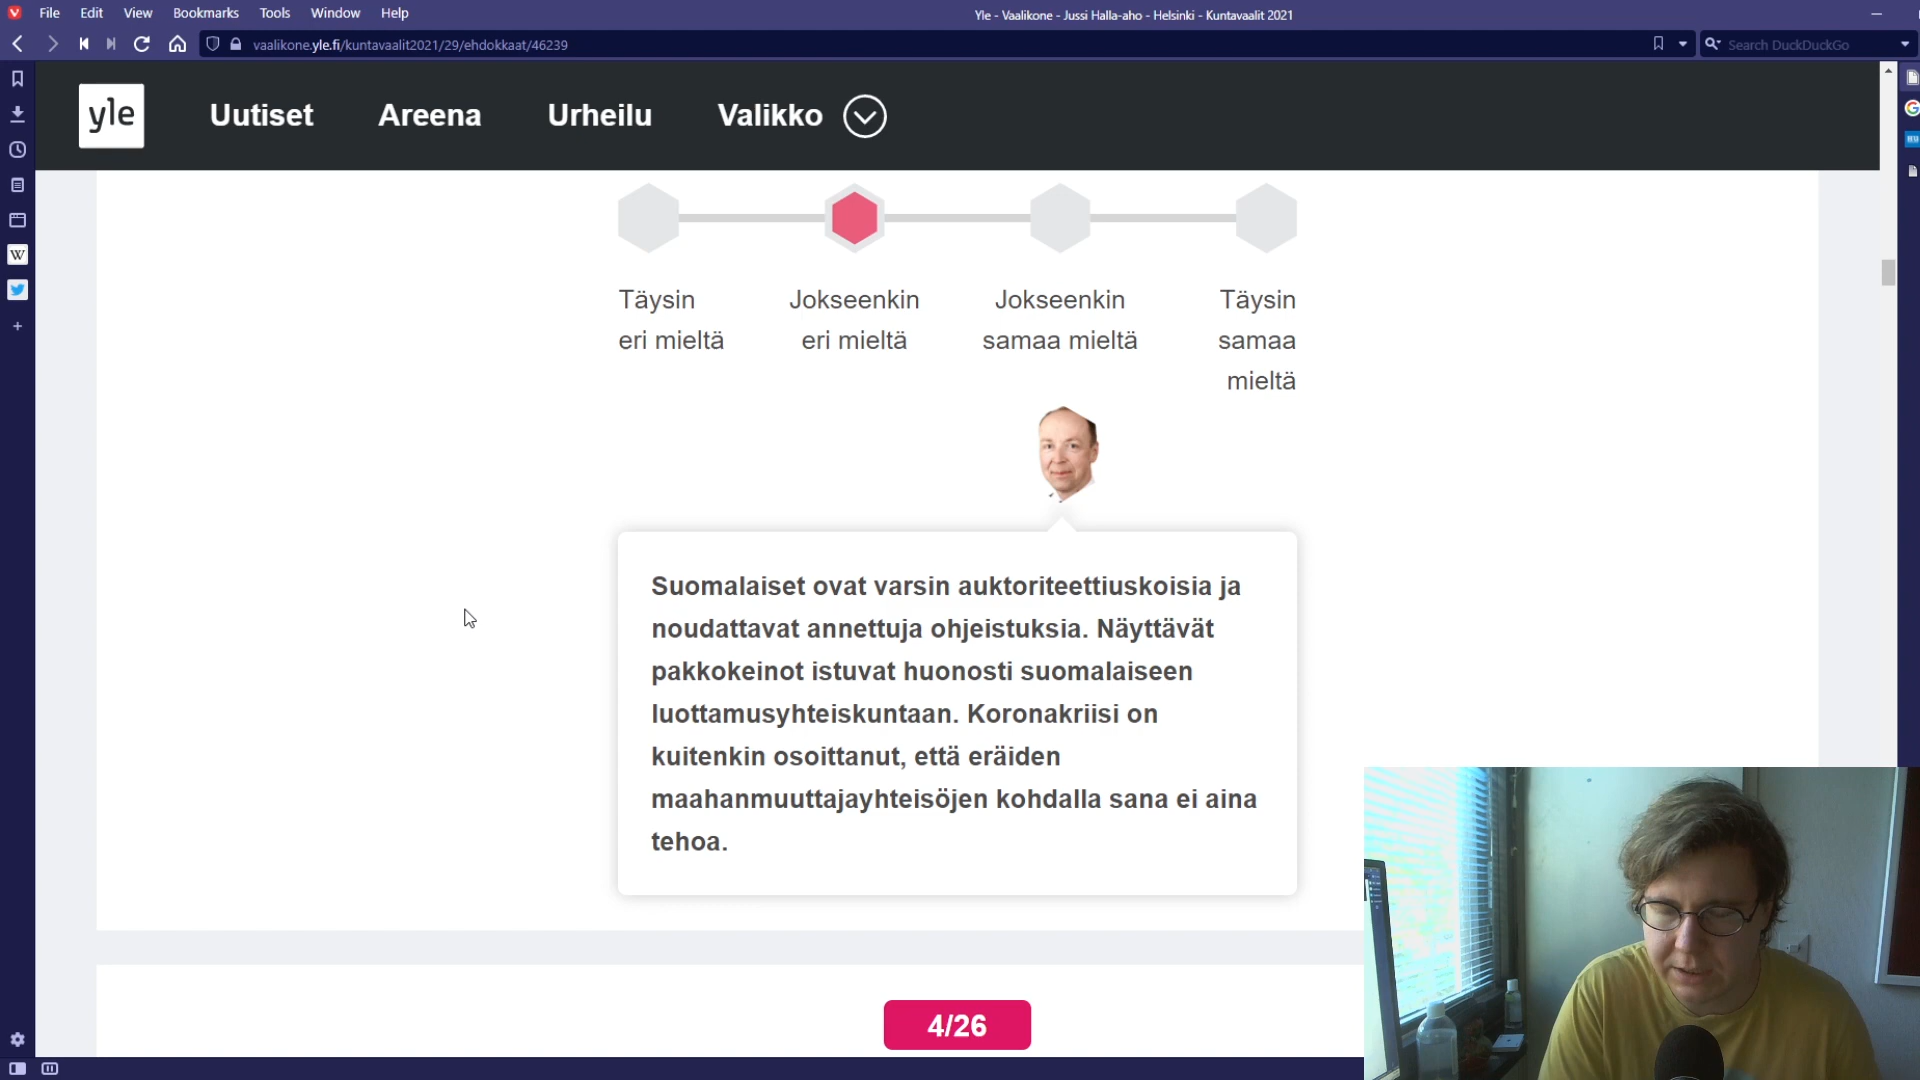 File Edit View Bookmarks Tools Window Help
Yle - Vaalikone - Jussi Halla-aho - Helsinki - Kuntavaalit 2021
vaalikone.yle.fi/kuntavaalit2021/29/ehdokkaat/46239
Search DuckDuckGo
yle
Uutiset Areena Urheilu Valikko
W
Täysin
eri mieltä
Jokseenkin
eri mieltä
Jokseenkin
samaa mieltä
Täysin
samaa
mieltä
Suomalaiset ovat varsin auktoriteettiuskoisia ja
noudattavat annettuja ohjeistuksia. Näyttävät
pakkokeinot istuvat huonosti suomalaiseen
luottamusyhteiskuntaan. Koronakriisi on
kuitenkin osoittanut, että eräiden
maahanmuuttajayhteisöjen kohdalla sana ei aina
tehoa.
4/26